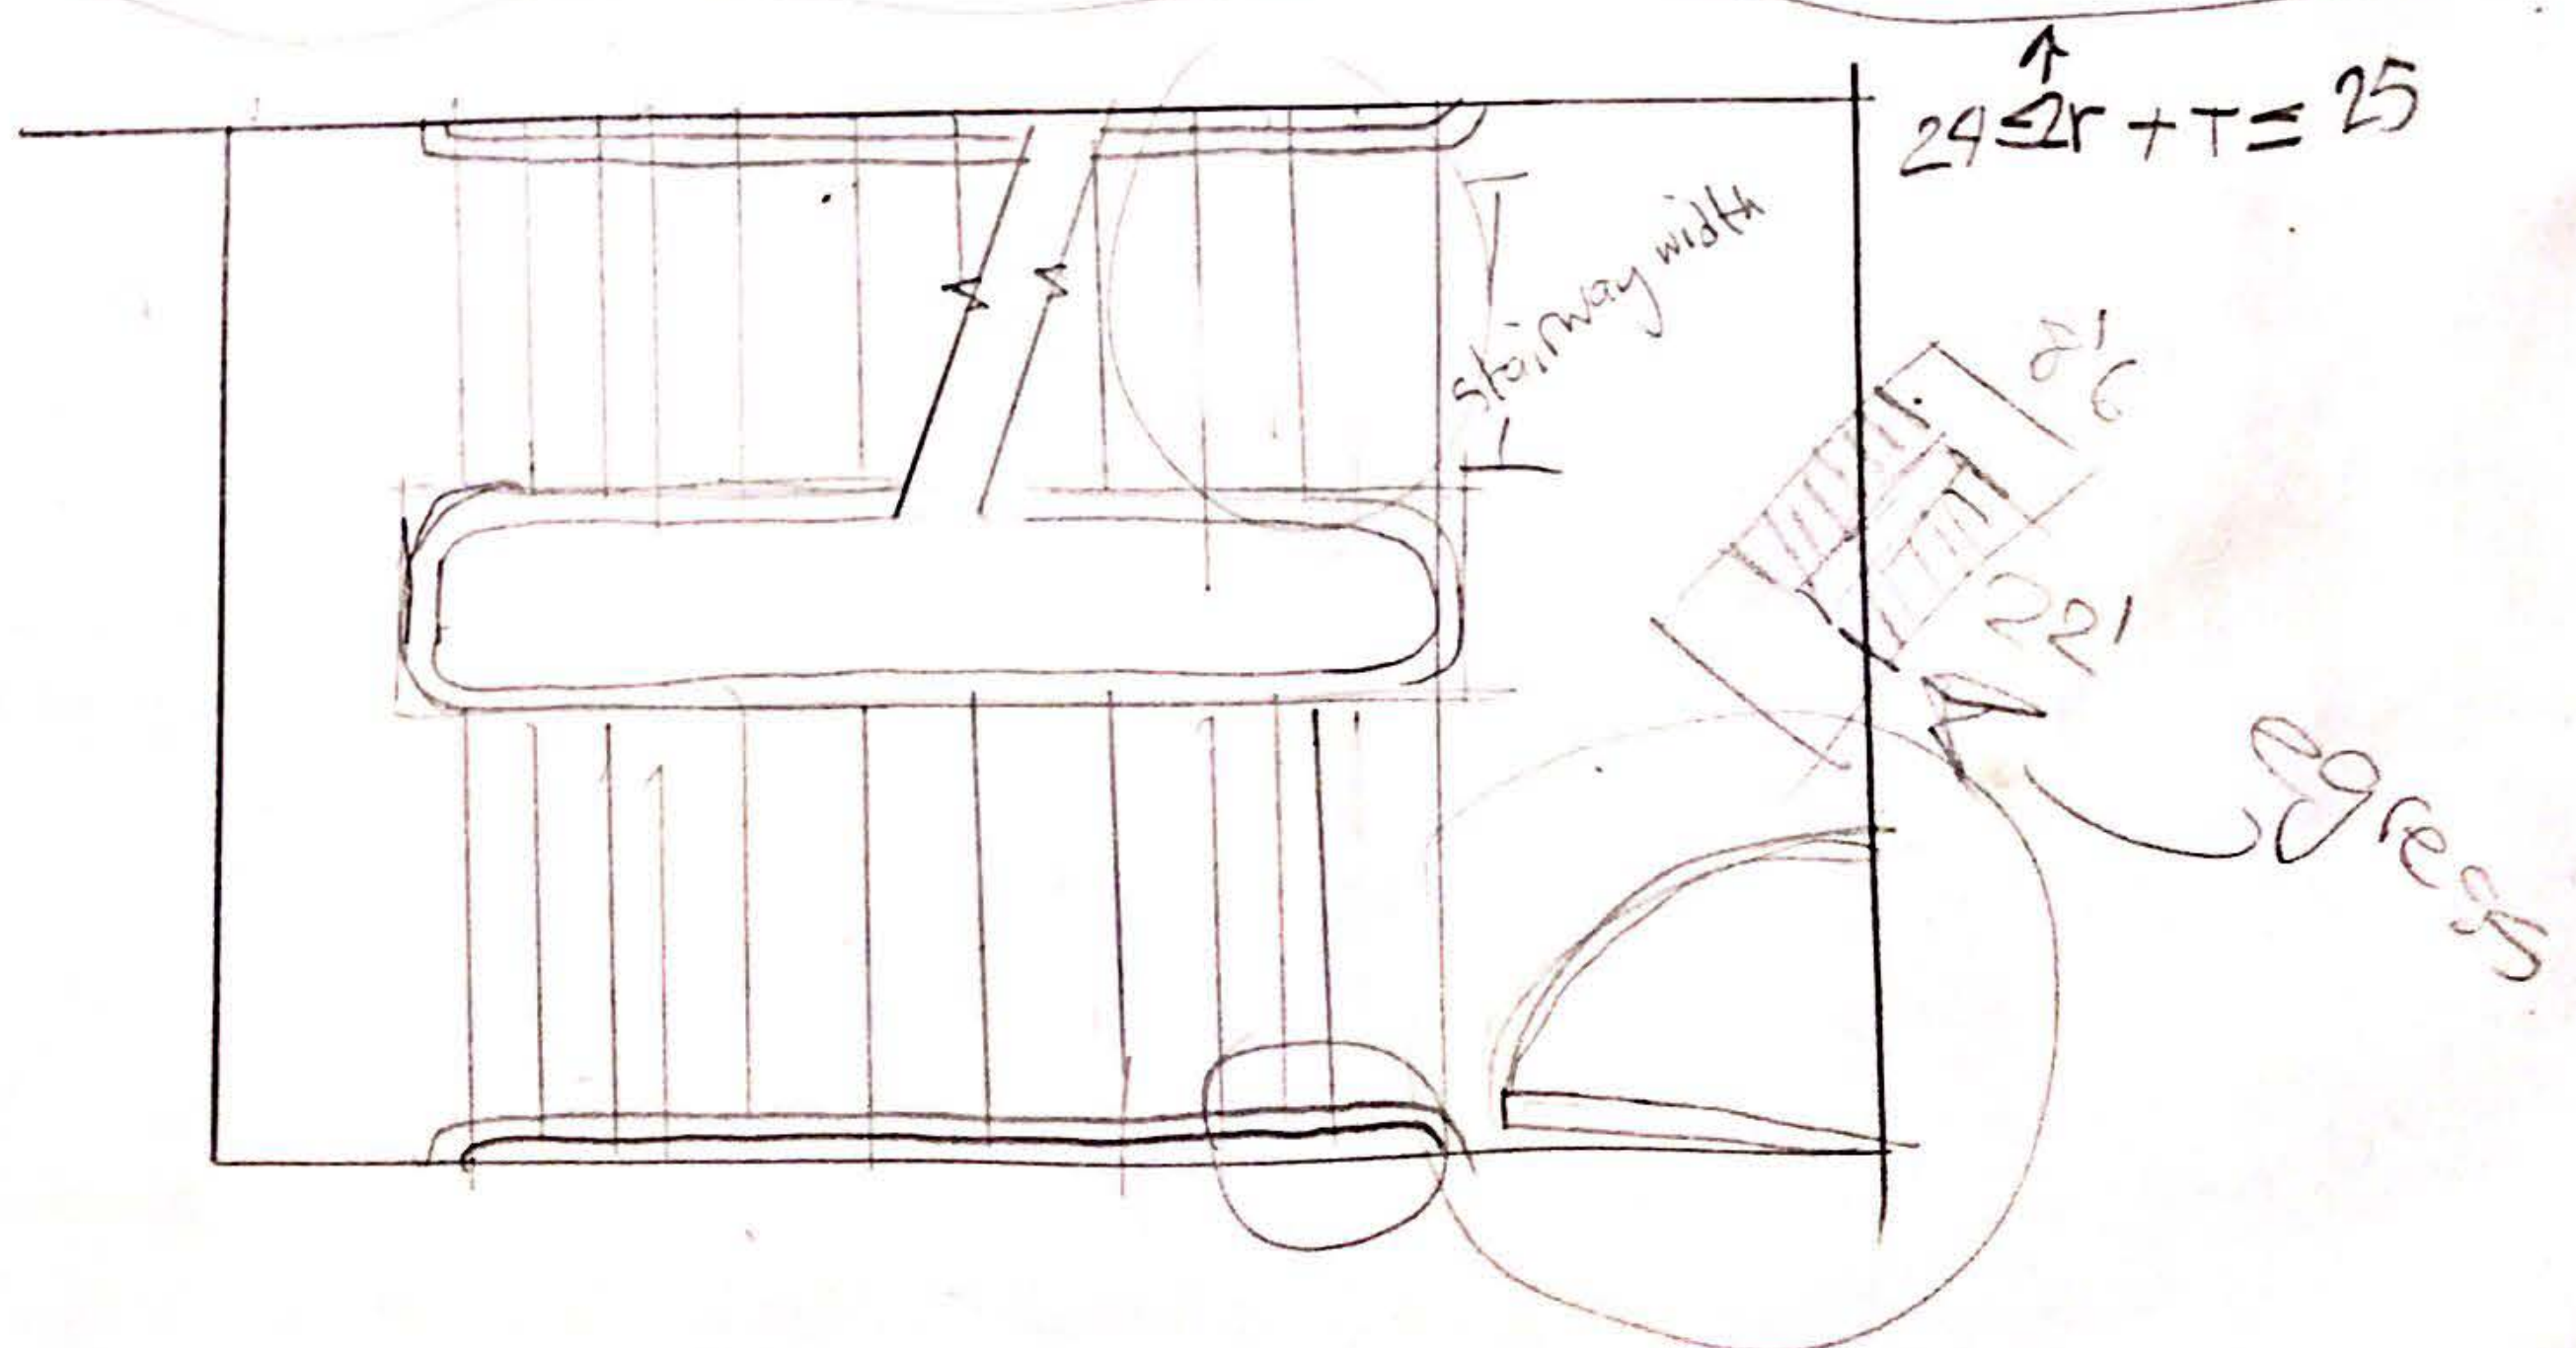 24 ≤ 2r + T ≤ 25
stairway width
8'6
22'
egress